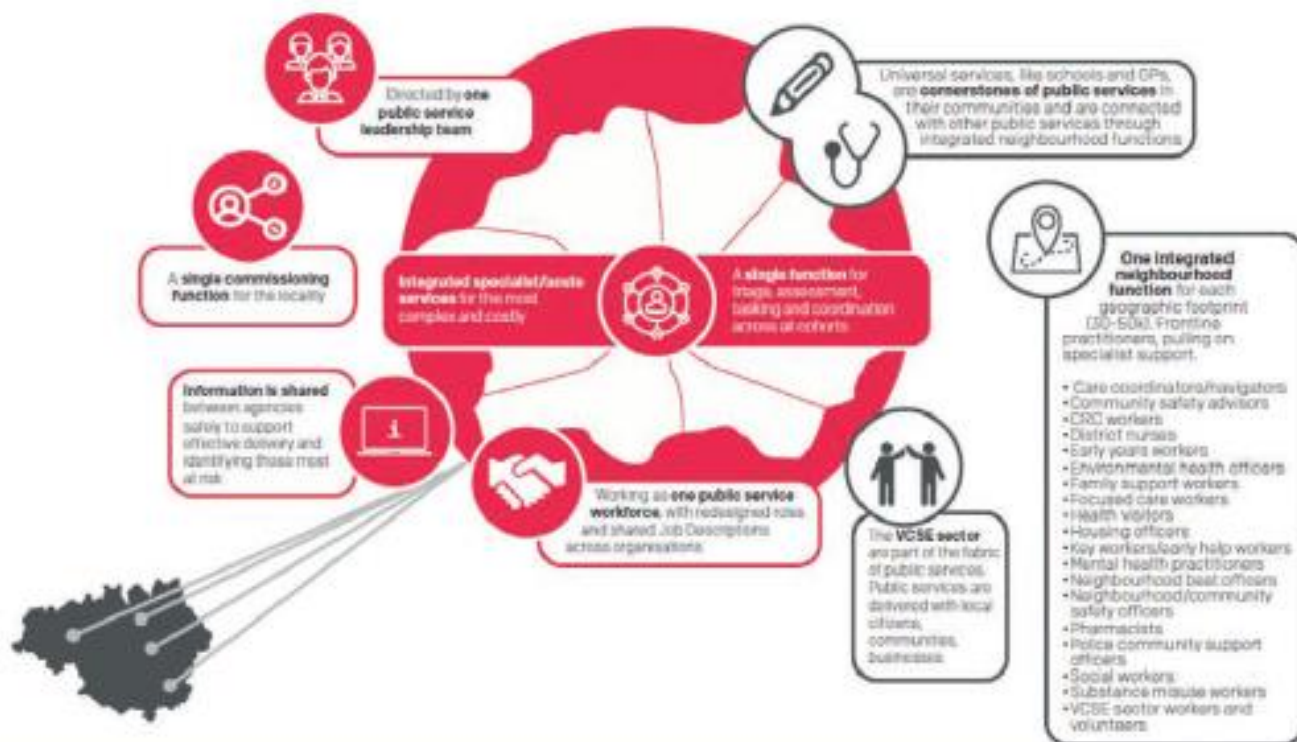 Directed by one
public service
leadership team
Universal services, like schools and GPs,
are cornerstones of public services in
their communities and are connected
with other public services through
integrated neighbourhood functions
A single commissioning
function for the locality
Integrated specialist/acute
services for the most
complex and costly
A single function for
triage, assessment,
tasking and coordination
across all cohorts
Information is shared
between agencies
safely to support
effective delivery and
identifying those most
at risk
Working as one public service
workforce, with redesigned roles
and shared Job Descriptions
across organisations
The VCSE sector
are part of the fabric
of public services.
Public services are
delivered with local
citizens,
communities,
businesses
One integrated
neighbourhood
function for each
geographic footprint
(30-50k). Frontline
practitioners, pulling on
specialist support.
• Care coordinators/navigators
• Community safety advisors
• CRC workers
• District nurses
• Early years workers
• Environmental health officers
• Family support workers
• Focused care workers
• Health visitors
• Housing officers
• Key workers/early help workers
• Mental health practitioners
• Neighbourhood beat officers
• Neighbourhood/community
safety officers
• Pharmacists
• Police community support
officers
• Social workers
• Substance misuse workers
• VCSE sector workers and
volunteers